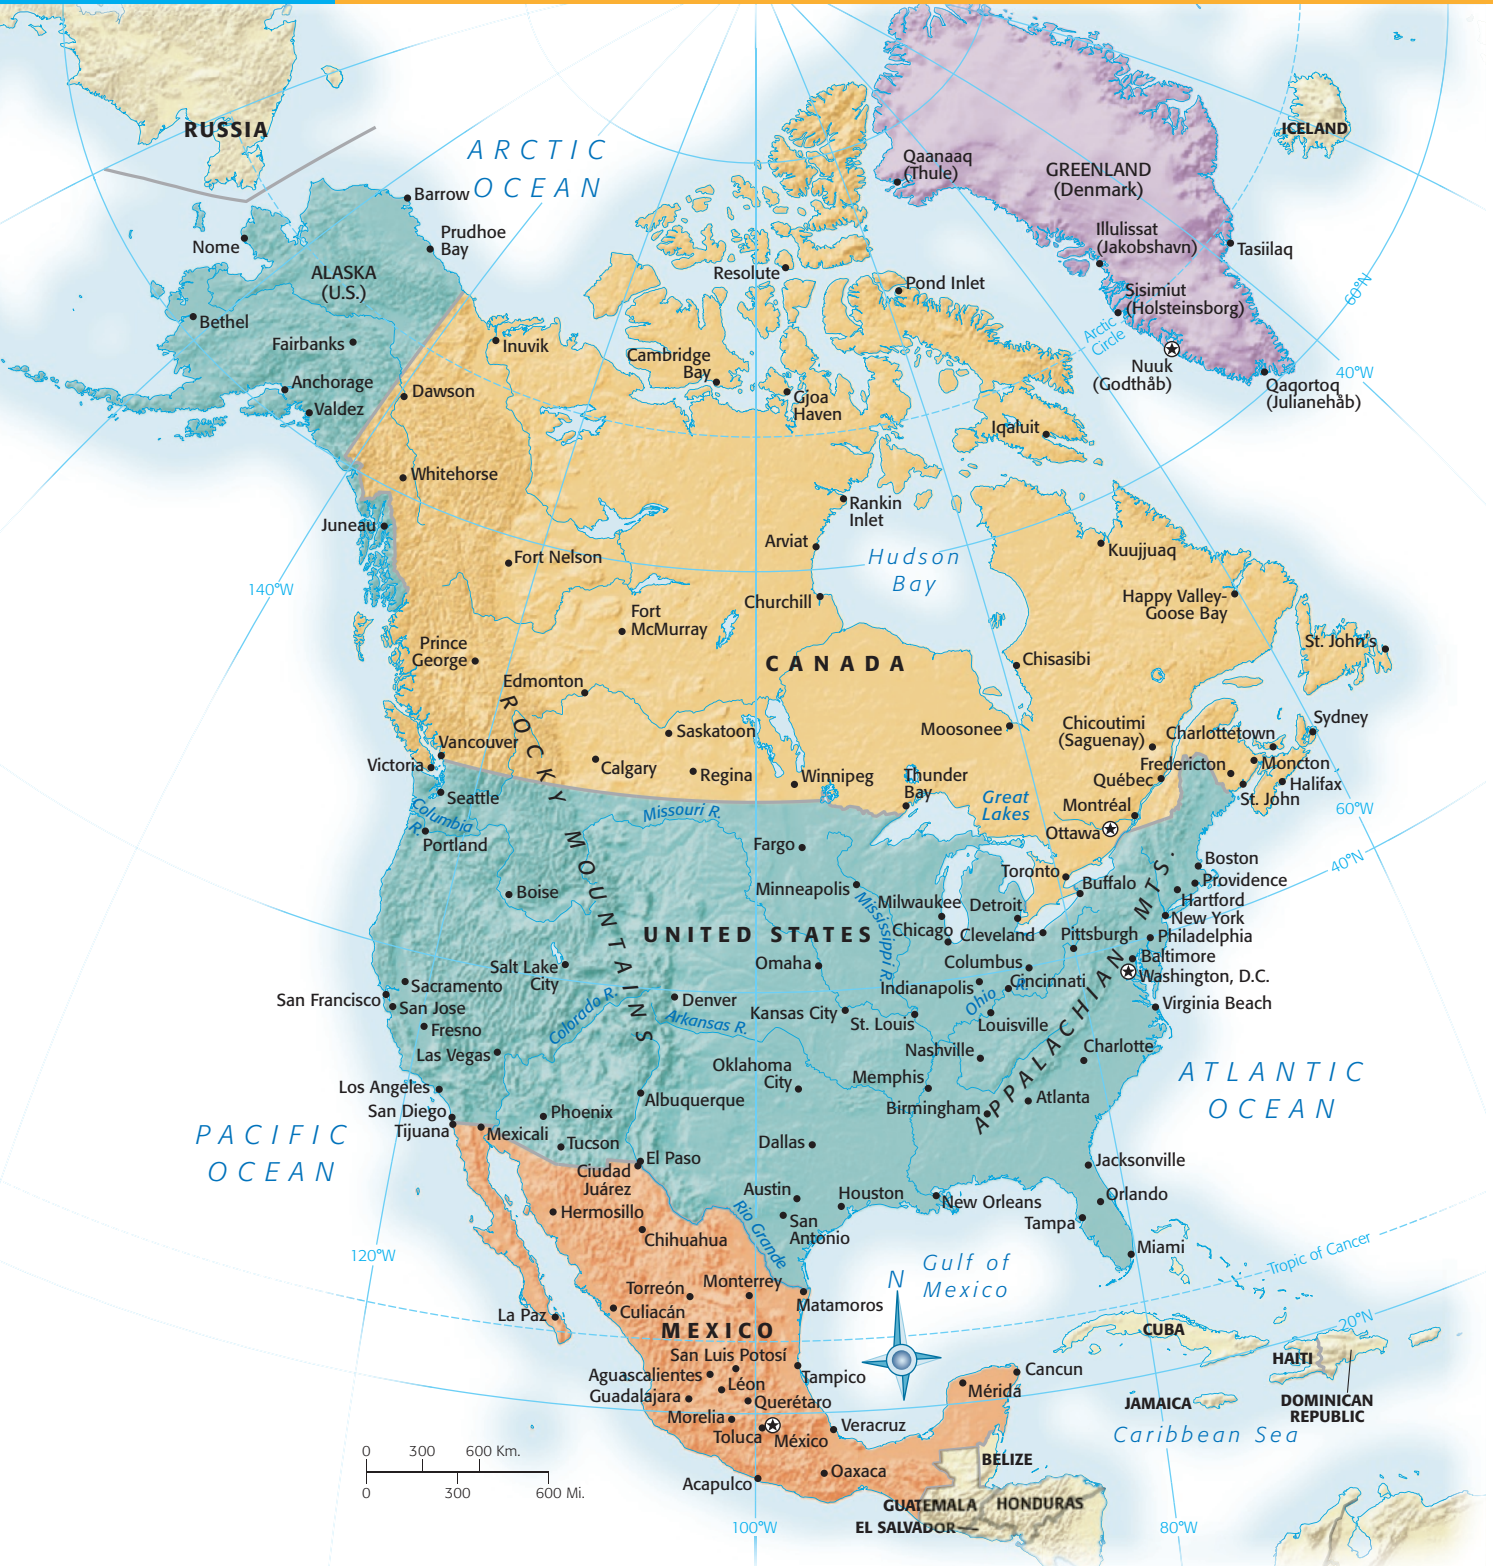 RUSSIA
ARCTIC
OCEAN
ICELAND
Qaanaaq
(Thule)
GREENLAND
(Denmark)
Barrow
Prudhoe
Bay
Nome
ALASKA
(U.S.)
Illulissat
(Jakobshavn)
Tasiilaq
Resolute
Pond Inlet
Sisimiut
(Holsteinsborg)
60°N
Bethel
Fairbanks
Inuvik
Arctic
Circle
Cambridge
Bay
Nuuk
(Godthåb)
40°W
Anchorage
Dawson
Valdez
Gjoa
Haven
Qaqortoq
(Julianehåb)
Iqaluit
Whitehorse
Rankin
Inlet
Juneau
Arviat
Hudson
Bay
Kuujjuaq
Fort Nelson
140°W
Churchill
Happy Valley-
Goose Bay
Fort
McMurray
Prince
George
CANADA
Chisasibi
St. John's
Edmonton
ROCKY MOUNTAINS
Saskatoon
Moosonee
Chicoutimi
(Saguenay)
Charlottetown
Sydney
Vancouver
Victoria
Calgary
Regina
Winnipeg
Thunder
Bay
Fredericton
Moncton
Québec
Halifax
St. John
Great
Lakes
Montréal
Ottawa
60°W
Seattle
Columbia
R.
Missouri R.
Portland
Fargo
40°N
Boston
Toronto
Buffalo
Providence
Hartford
Boise
Minneapolis
Mississippi R.
Milwaukee
Detroit
New York
UNITED STATES
Chicago
Cleveland
Pittsburgh
Philadelphia
APPALACHIAN MTS.
Baltimore
Salt Lake
City
Omaha
Columbus
Washington, D.C.
Sacramento
Indianapolis
Cincinnati
San Francisco
San Jose
Denver
Ohio R.
Virginia Beach
Colorado R.
Arkansas R.
Kansas City
St. Louis
Louisville
Fresno
Las Vegas
Nashville
Charlotte
Oklahoma
City
Memphis
ATLANTIC
OCEAN
Los Angeles
Albuquerque
Birmingham
Atlanta
San Diego
Phoenix
Tijuana
Mexicali
PACIFIC
OCEAN
Tucson
Dallas
El Paso
Ciudad
Juárez
Jacksonville
Austin
Houston
New Orleans
Orlando
Hermosillo
San
Antonio
Tampa
Chihuahua
Rio Grande
120°W
Miami
Tropic of Cancer
Gulf of
Mexico
N
Torreón
Monterrey
Culiacán
Matamoros
La Paz
MEXICO
CUBA
20°N
San Luis Potosí
HAITI
Aguascalientes
Tampico
Cancun
Léon
Mérida
Guadalajara
Querétaro
JAMAICA
DOMINICAN
REPUBLIC
Morelia
Toluca
México
Veracruz
Caribbean Sea
0 300 600 Km.
0 300 600 Mi.
BELIZE
Oaxaca
Acapulco
GUATEMALA
HONDURAS
EL SALVADOR
100°W
80°W